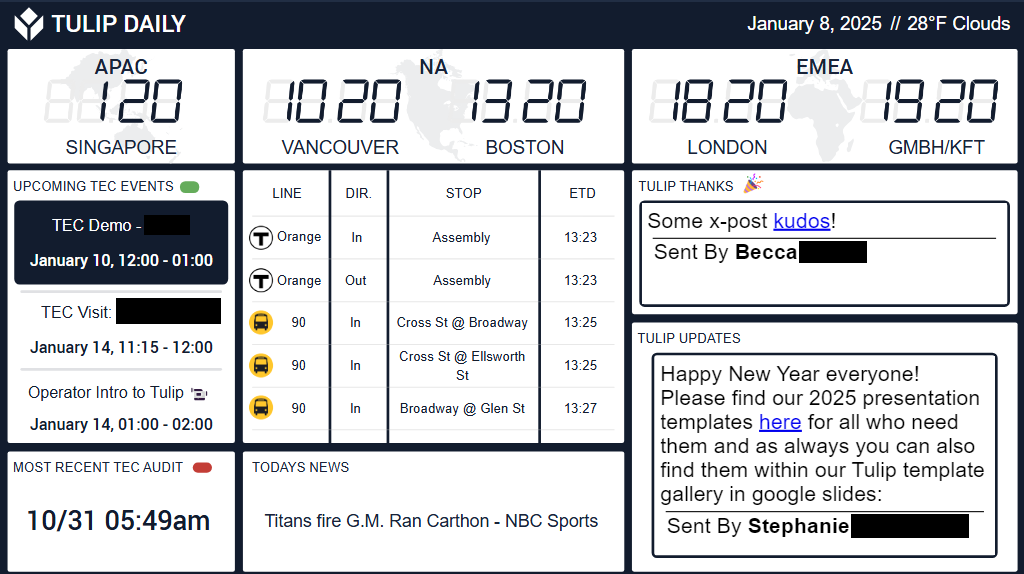 TULIP DAILY
January 8, 2025 // 28°F Clouds
APAC
1 20
SINGAPORE
NA
10 20
13 20
VANCOUVER
BOSTON
EMEA
18 20
19 20
LONDON
GMBH/KFT
UPCOMING TEC EVENTS
TEC Demo -
January 10, 12:00 - 01:00
TEC Visit:
January 14, 11:15 - 12:00
Operator Intro to Tulip
January 14, 01:00 - 02:00
MOST RECENT TEC AUDIT
10/31 05:49am
LINE DIR. STOP ETD
T Orange In Assembly 13:23
T Orange Out Assembly 13:23
90 In Cross St @ Broadway 13:25
90 In Cross St @ Ellsworth St 13:25
90 In Broadway @ Glen St 13:27
TODAYS NEWS
Titans fire G.M. Ran Carthon - NBC Sports
TULIP THANKS
Some x-post kudos!
Sent By Becca
TULIP UPDATES
Happy New Year everyone!
Please find our 2025 presentation
templates here for all who need
them and as always you can also
find them within our Tulip template
gallery in google slides:
Sent By Stephanie